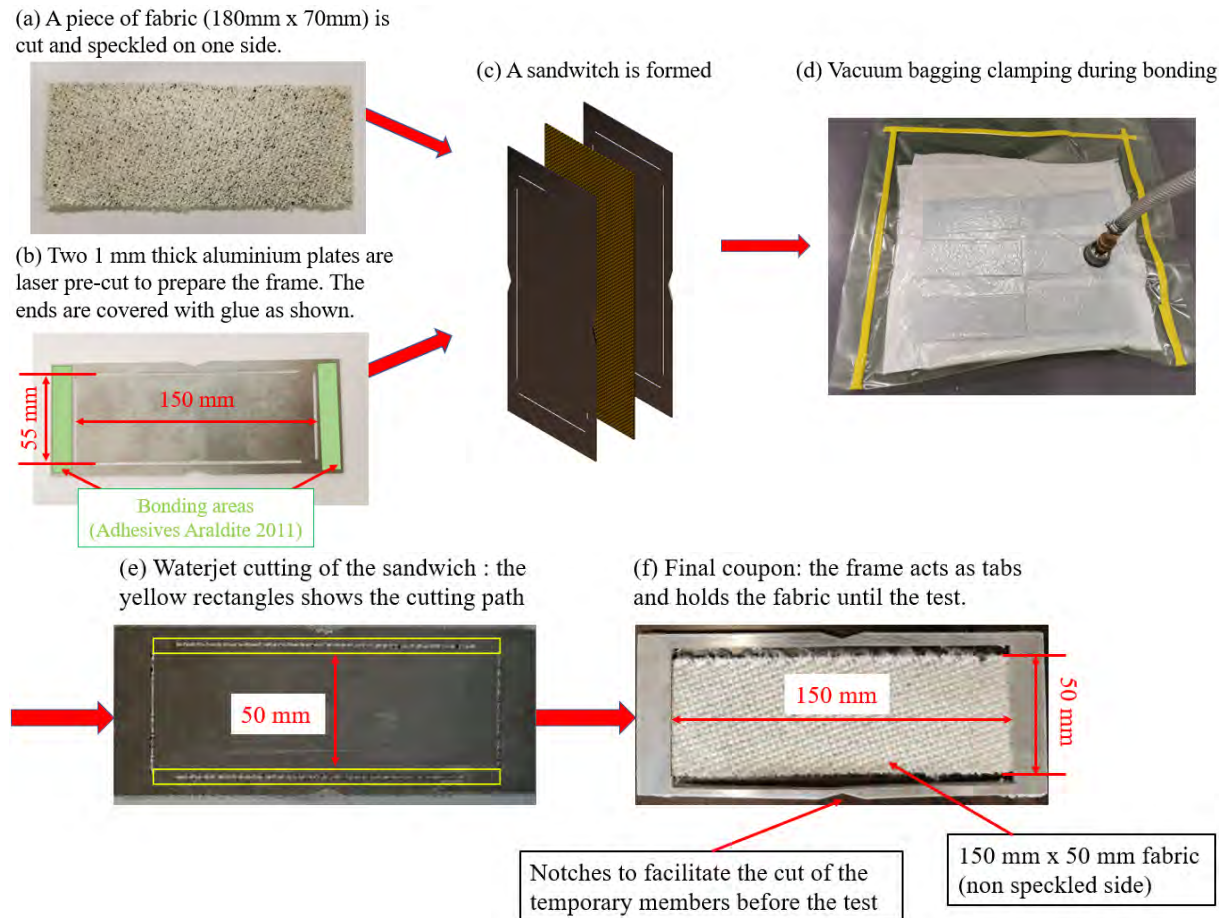 (a) A piece of fabric (180mm x 70mm) is
cut and speckled on one side.
(b) Two 1 mm thick aluminium plates are
laser pre-cut to prepare the frame. The
ends are covered with glue as shown.
55 mm
150 mm
Bonding areas
(Adhesives Araldite 2011)
(c) A sandwitch is formed
(d) Vacuum bagging clamping during bonding
(e) Waterjet cutting of the sandwich : the
yellow rectangles shows the cutting path
50 mm
(f) Final coupon: the frame acts as tabs
and holds the fabric until the test.
150 mm
50 mm
Notches to facilitate the cut of the
temporary members before the test
150 mm x 50 mm fabric
(non speckled side)